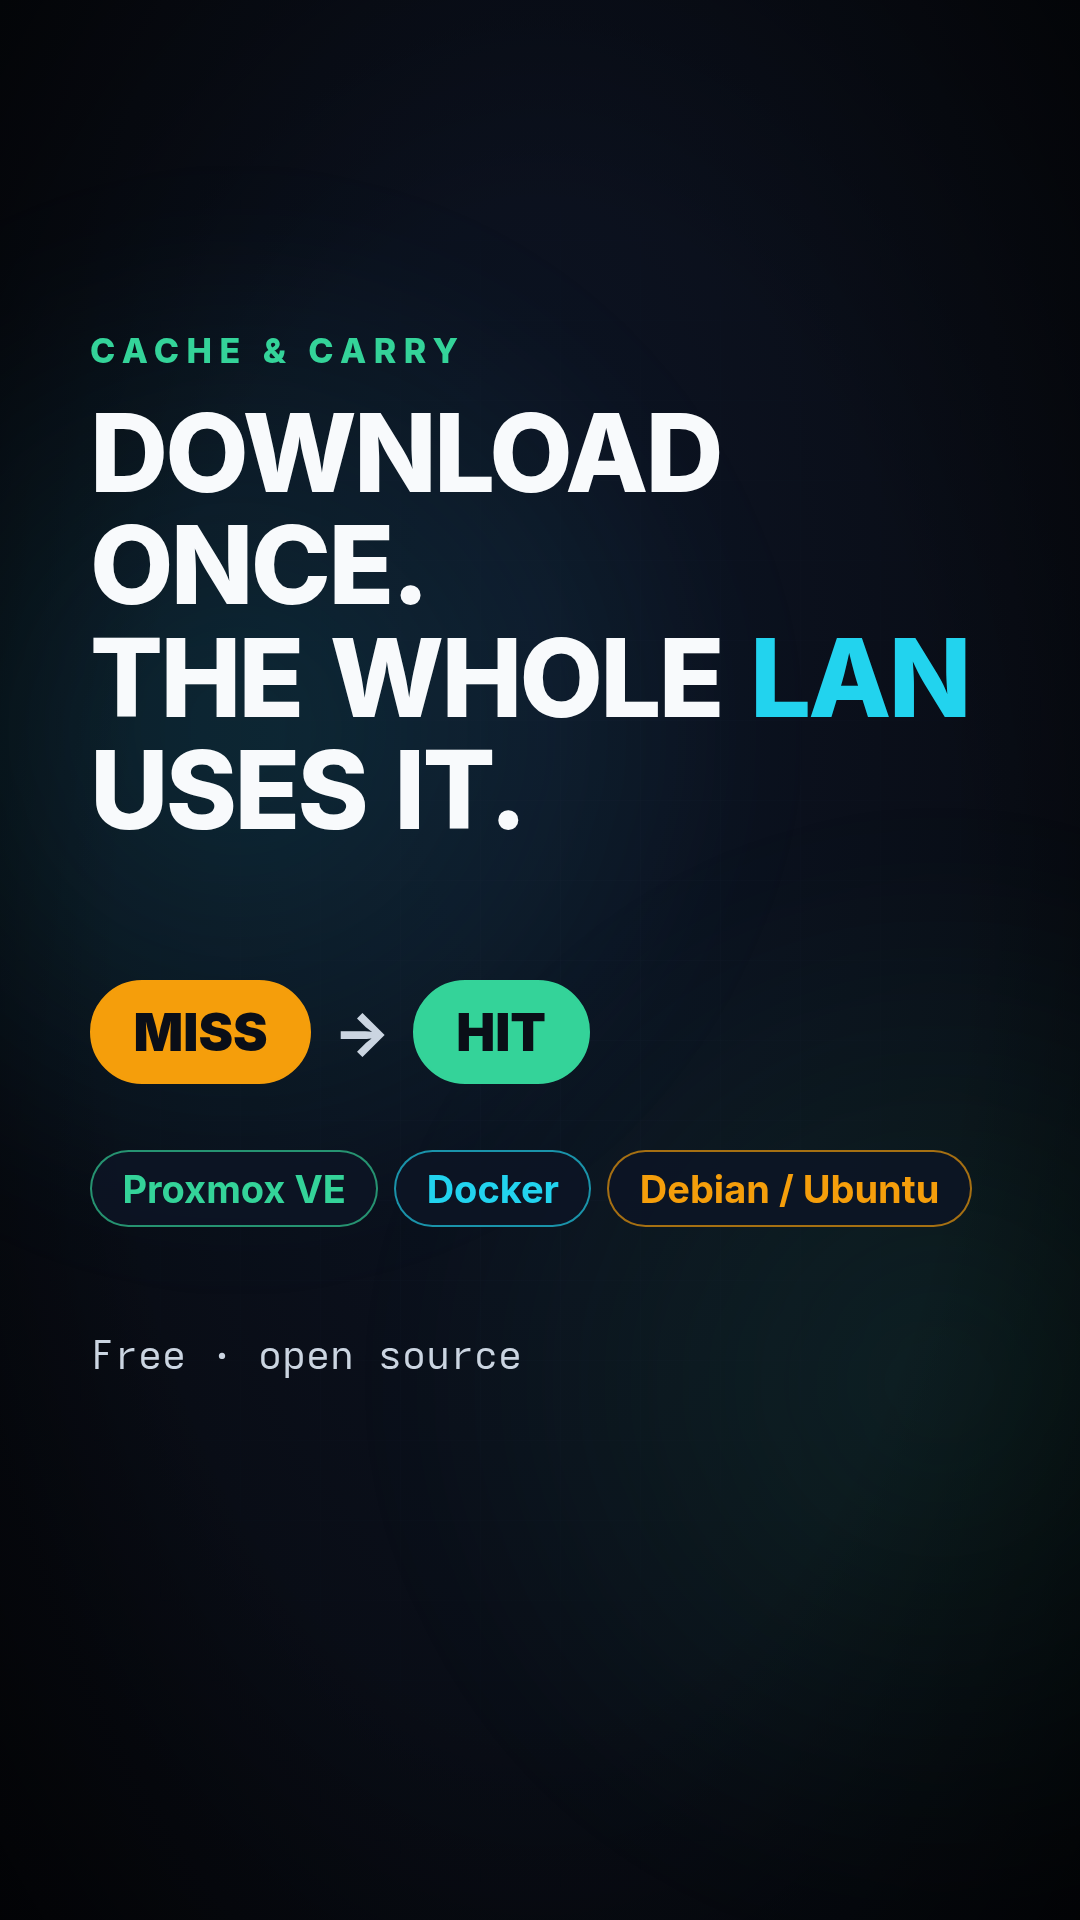 CACHE & CARRY
DOWNLOAD
ONCE.
THE WHOLE LAN
USES IT.
MISS → HIT
Proxmox VE Docker Debian / Ubuntu
Free · open source